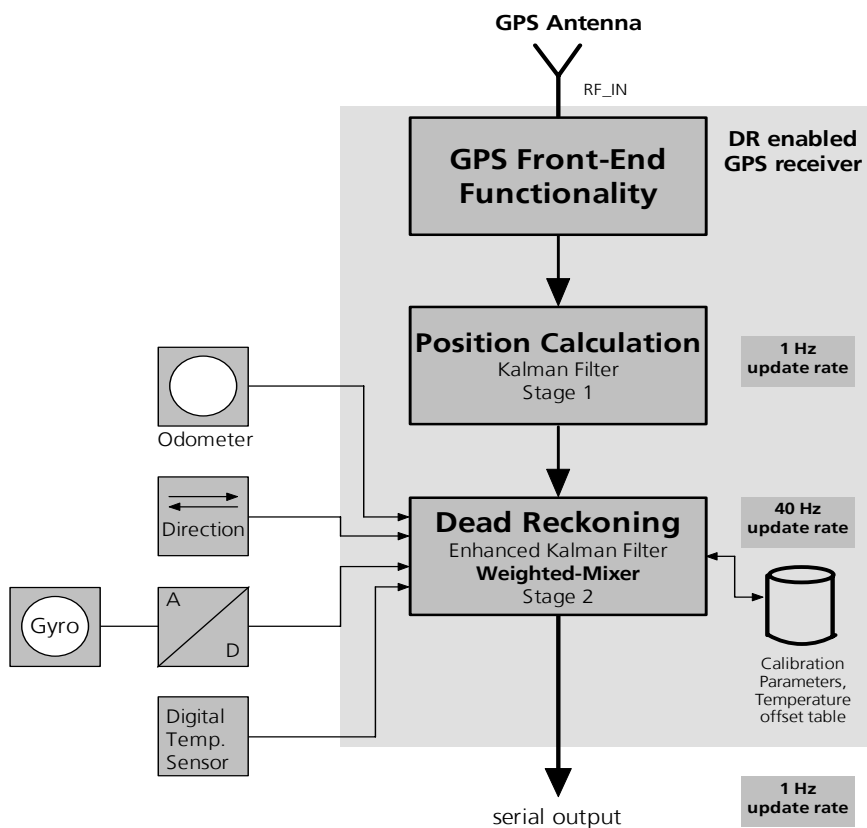 GPS Antenna
RF_IN
GPS Front-End
Functionality
DR enabled
GPS receiver
Position Calculation
Kalman Filter
Stage 1
1 Hz
update rate
Odometer
Direction
Dead Reckoning
Enhanced Kalman Filter
Weighted-Mixer
Stage 2
40 Hz
update rate
Gyro
A
D
Calibration
Parameters,
Temperature
offset table
Digital
Temp.
Sensor
serial output
1 Hz
update rate